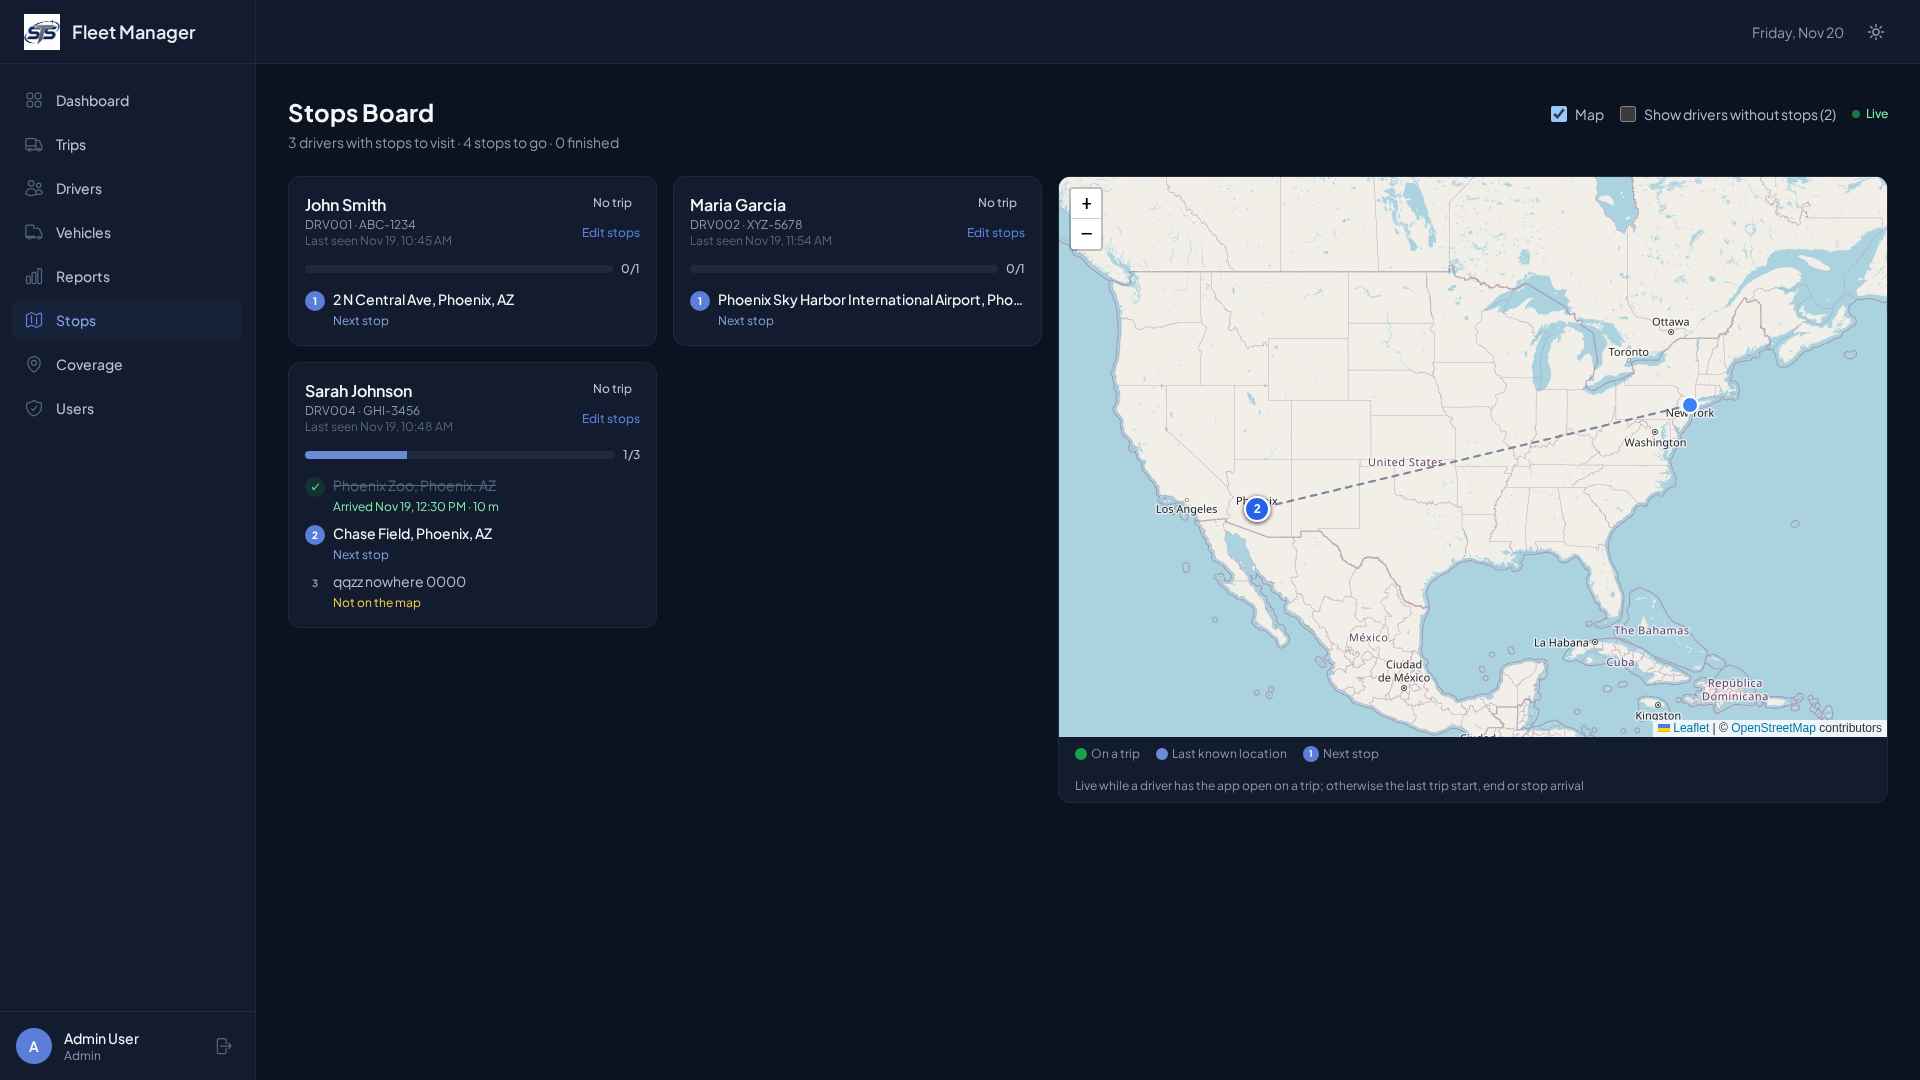 STS
Fleet Manager
Friday, Nov 20
Dashboard
Trips
Drivers
Vehicles
Reports
Stops
Coverage
Users
Admin User
Admin
A
Stops Board
3 drivers with stops to visit · 4 stops to go · 0 finished
Map
Show drivers without stops (2)
Live
John Smith
No trip
DRV001 · ABC-1234
Edit stops
Last seen Nov 19, 10:45 AM
0/1
1
2 N Central Ave, Phoenix, AZ
Next stop
Maria Garcia
No trip
DRV002 · XYZ-5678
Edit stops
Last seen Nov 19, 11:54 AM
0/1
1
Phoenix Sky Harbor International Airport, Pho...
Next stop
Sarah Johnson
No trip
DRV004 · GHI-3456
Edit stops
Last seen Nov 19, 10:48 AM
1/3
Phoenix Zoo, Phoenix, AZ
Arrived Nov 19, 12:30 PM · 10 m
2
Chase Field, Phoenix, AZ
Next stop
3
qqzz nowhere 0000
Not on the map
+
−
Ottawa
Toronto
New York
Washington
United States
Phoenix
2
Los Angeles
México
Ciudad
de México
La Habana
The Bahamas
Cuba
República
Dominicana
Kingston
Leaflet | © OpenStreetMap contributors
On a trip
Last known location
1
Next stop
Live while a driver has the app open on a trip; otherwise the last trip start, end or stop arrival